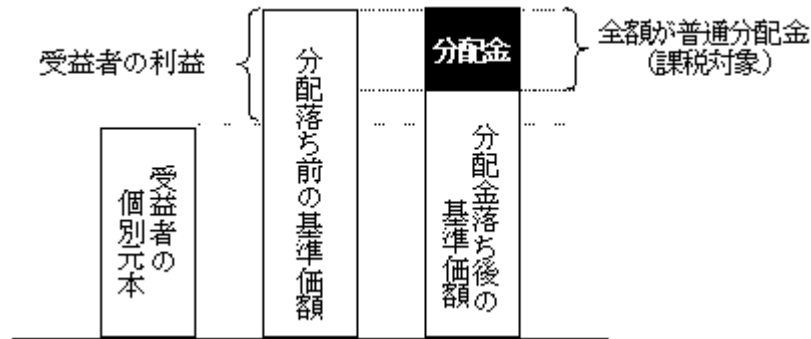 受益者の利益
分配落ち前の基準価額
分配金
全額が普通分配金
(課税対象)
受益者の
個別元本
分配金落ち後の
基準価額